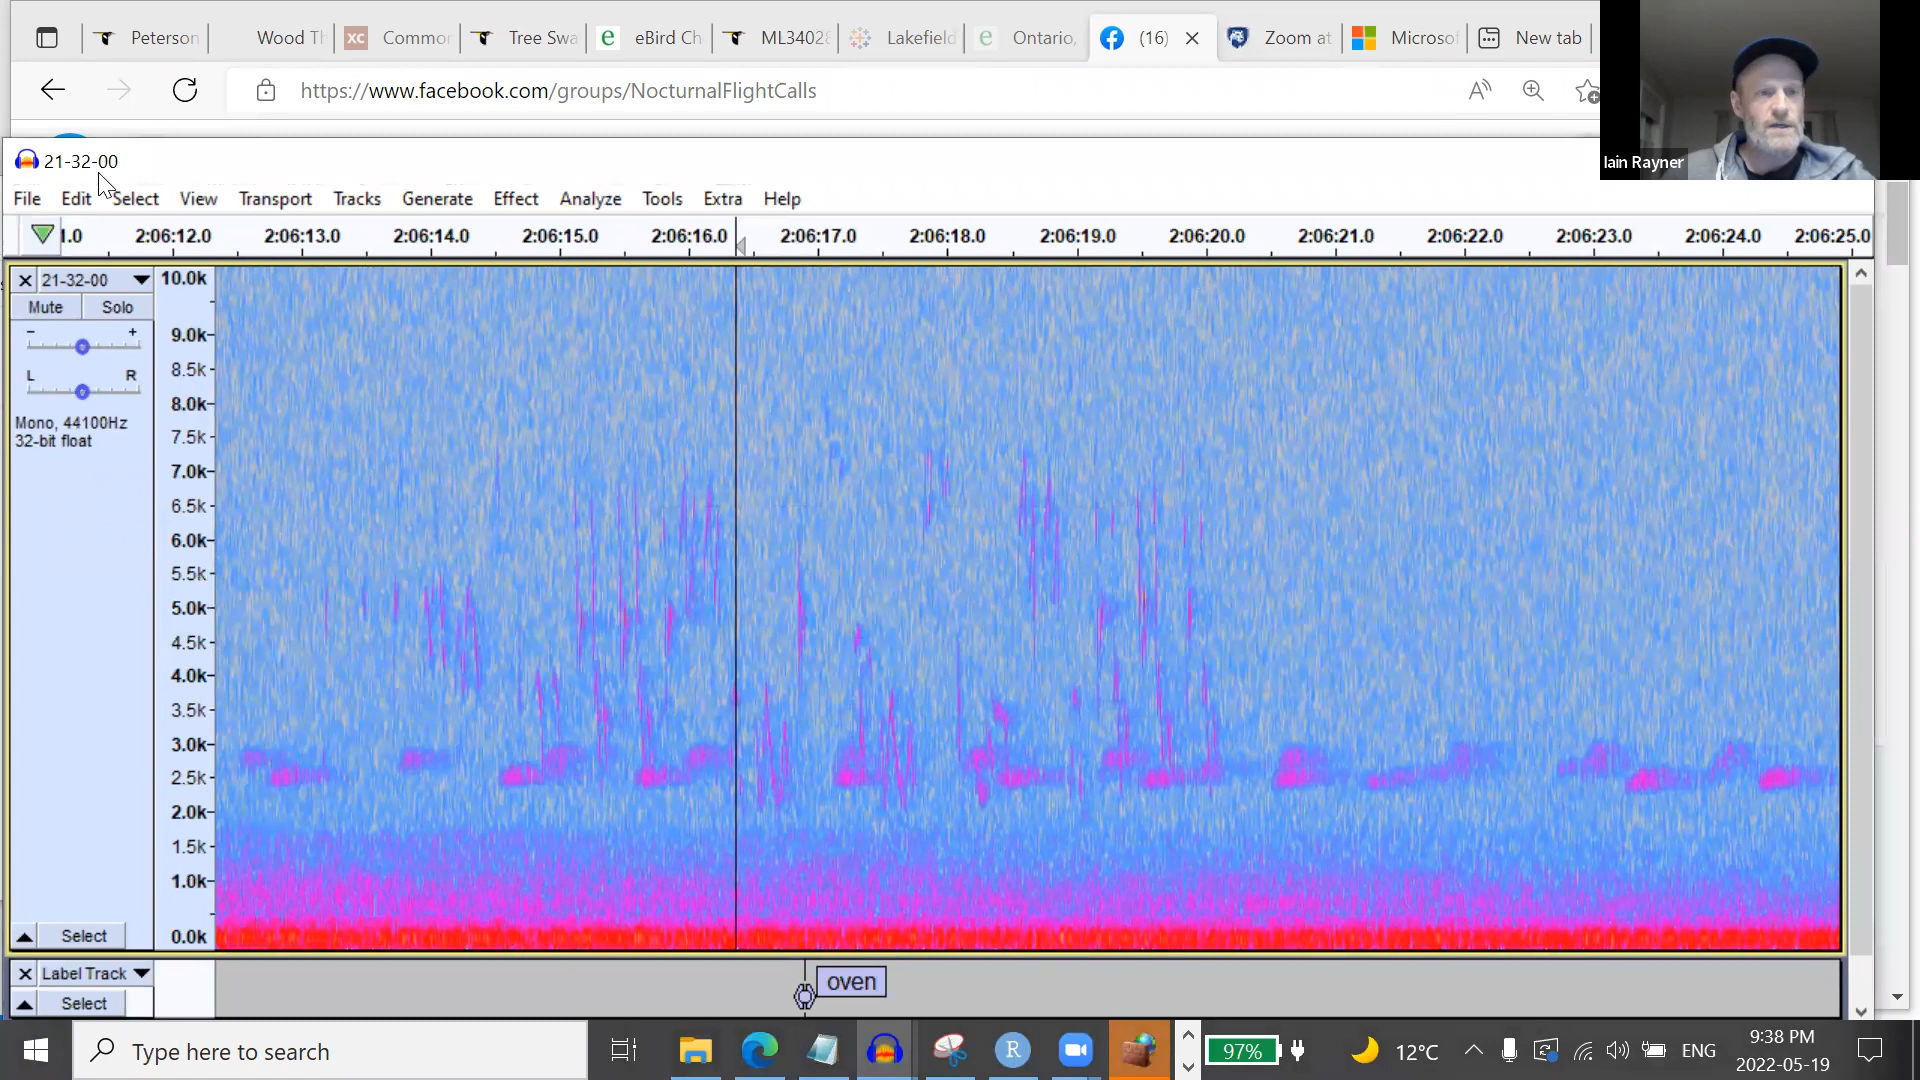 Peterson
Wood Th
XC Commor
Tree Swa
eBird Ch
ML34028
Lakefield
Ontario,
(16)
Zoom at
Microsof
New tab
https://www.facebook.com/groups/NocturnalFlightCalls
Iain Rayner
21-32-00
File Edit Select View Transport Tracks Generate Effect Analyze Tools Extra Help
1.0 2:06:12.0 2:06:13.0 2:06:14.0 2:06:15.0 2:06:16.0 2:06:17.0 2:06:18.0 2:06:19.0 2:06:20.0 2:06:21.0 2:06:22.0 2:06:23.0 2:06:24.0 2:06:25.0
21-32-00
Mute Solo
- +
L R
Mono, 44100Hz
32-bit float
Select
10.0k
9.0k
8.5k
8.0k
7.5k
7.0k
6.5k
6.0k
5.5k
5.0k
4.5k
4.0k
3.5k
3.0k
2.5k
2.0k
1.5k
1.0k
0.0k
Label Track
Select
oven
Type here to search
R
97%
12°C
ENG
9:38 PM
2022-05-19